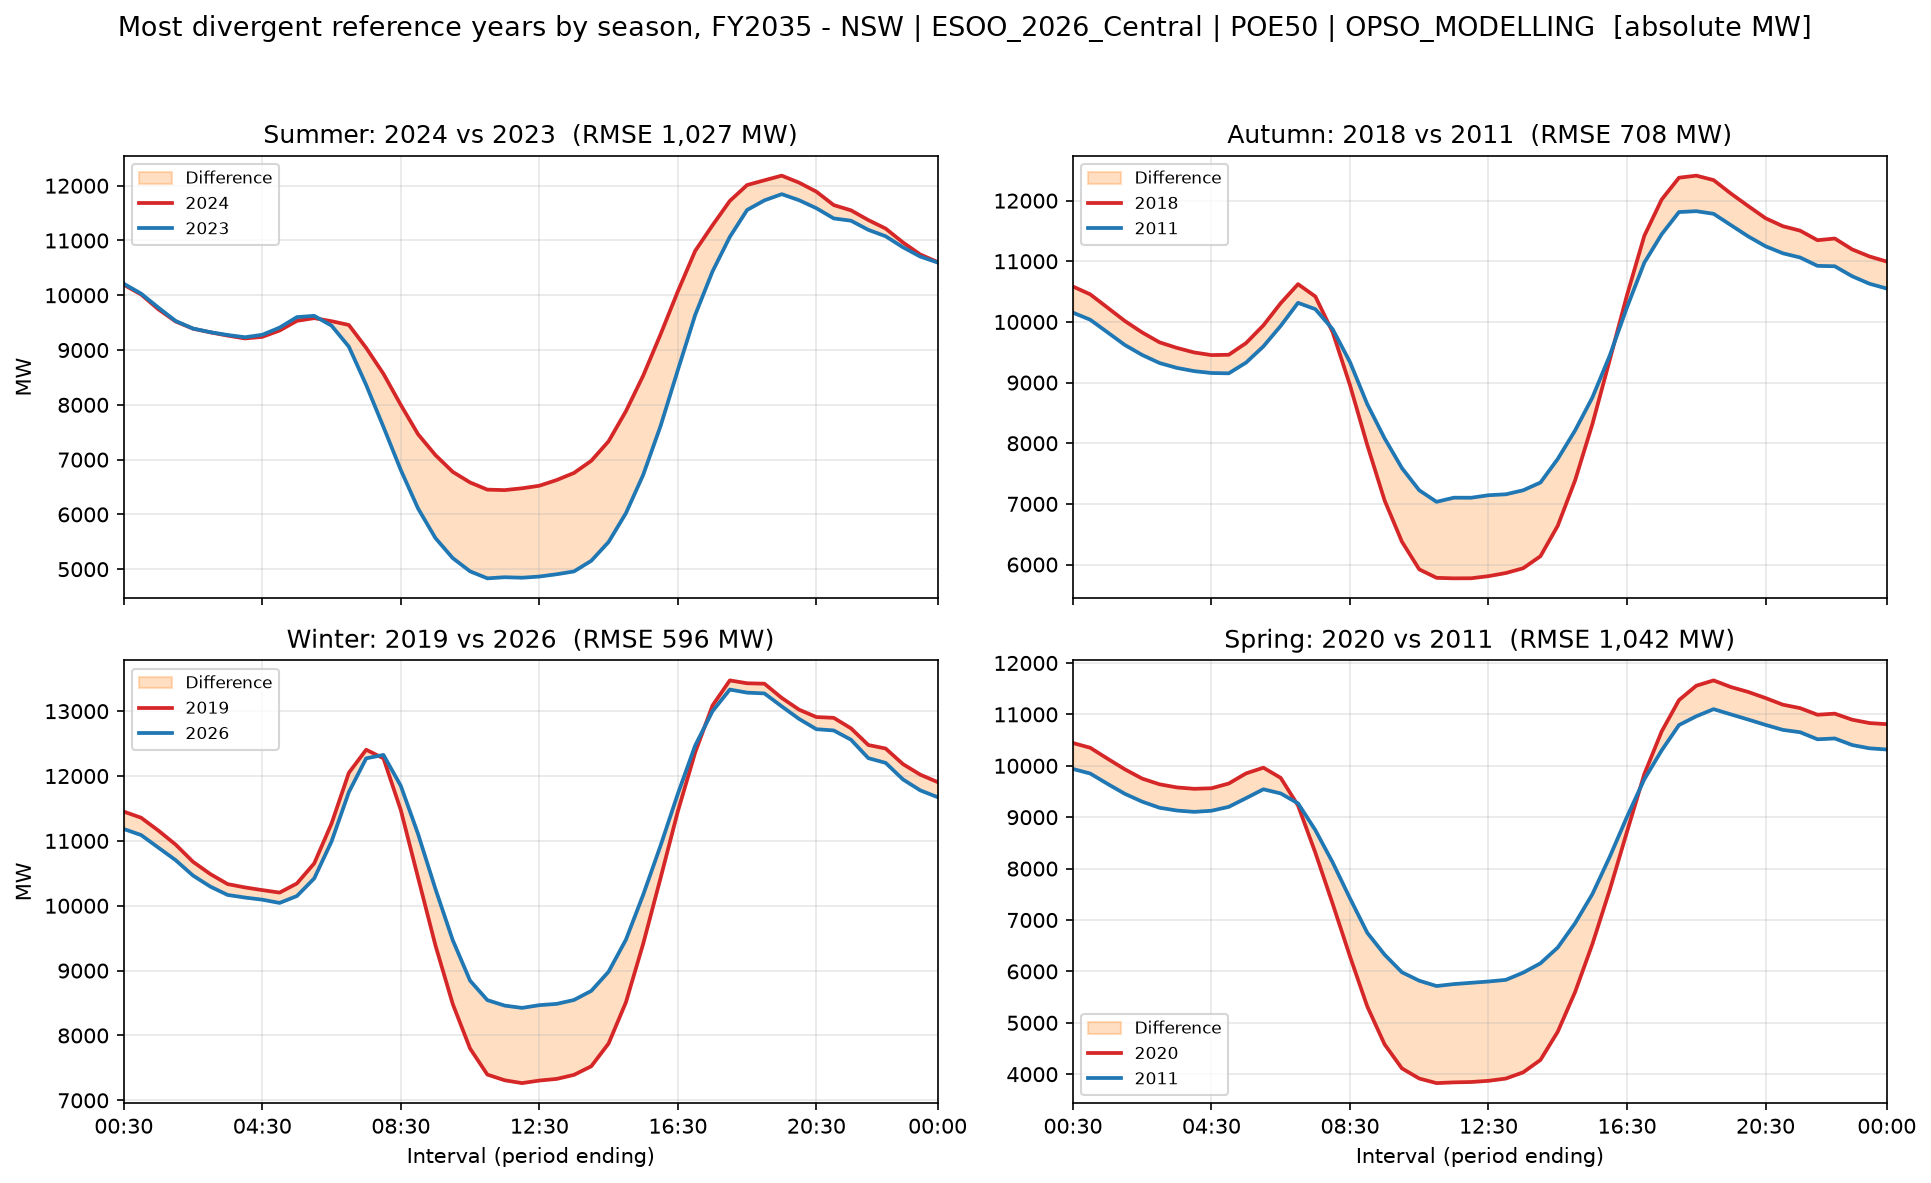 Most divergent reference years by season, FY2035 - NSW | ESOO_2026_Central | POE50 | OPSO_MODELLING  [absolute MW]
Summer: 2024 vs 2023  (RMSE 1,027 MW)
Difference
2024
2023
12000
11000
10000
9000
8000
7000
6000
5000
MW
Autumn: 2018 vs 2011  (RMSE 708 MW)
Difference
2018
2011
12000
11000
10000
9000
8000
7000
6000
Winter: 2019 vs 2026  (RMSE 596 MW)
Difference
2019
2026
13000
12000
11000
10000
9000
8000
7000
MW
00:30 04:30 08:30 12:30 16:30 20:30 00:00
Interval (period ending)
Spring: 2020 vs 2011  (RMSE 1,042 MW)
12000
11000
10000
9000
8000
7000
6000
5000
4000
Difference
2020
2011
00:30 04:30 08:30 12:30 16:30 20:30 00:00
Interval (period ending)